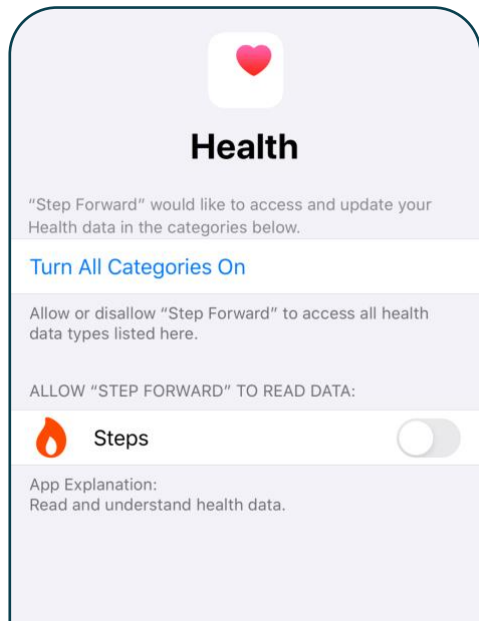 Health
“Step Forward” would like to access and update your
Health data in the categories below.
Turn All Categories On
Allow or disallow “Step Forward” to access all health
data types listed here.
ALLOW “STEP FORWARD” TO READ DATA:
Steps
App Explanation:
Read and understand health data.